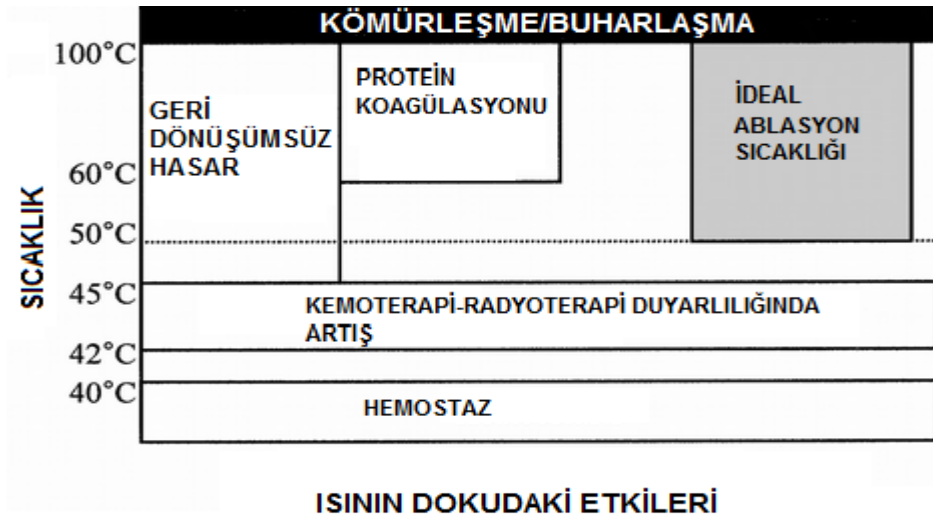 KÖMÜRLEŞME/BUHARLAŞMA
100°C
PROTEİN
KOAGÜLASYONU
İDEAL
ABLASYON
SICAKLIĞI
GERİ
DÖNÜŞÜMSÜZ
HASAR
60°C
50°C
SICAKLIK
45°C
KEMOTERAPİ-RADYOTERAPİ DUYARLILIĞINDA
ARTIŞ
42°C
40°C
HEMOSTAZ
ISININ DOKUDAKİ ETKİLERİ